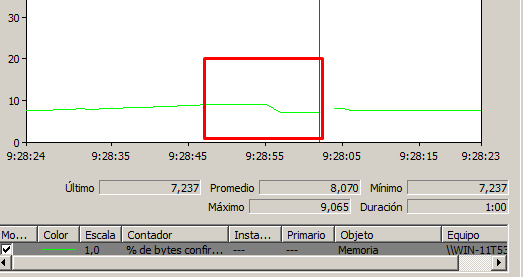 30
20
10
0
9:28:24 9:28:35 9:28:45 9:28:55 9:28:05 9:28:15 9:28:23
Último 7,237 Promedio 8,070 Mínimo 7,237
Máximo 9,065 Duración 1:00
Mo... Color Escala Contador Insta... Primario Objeto Equipo
1,0 % de bytes confir... --- --- Memoria \\WIN-11T53